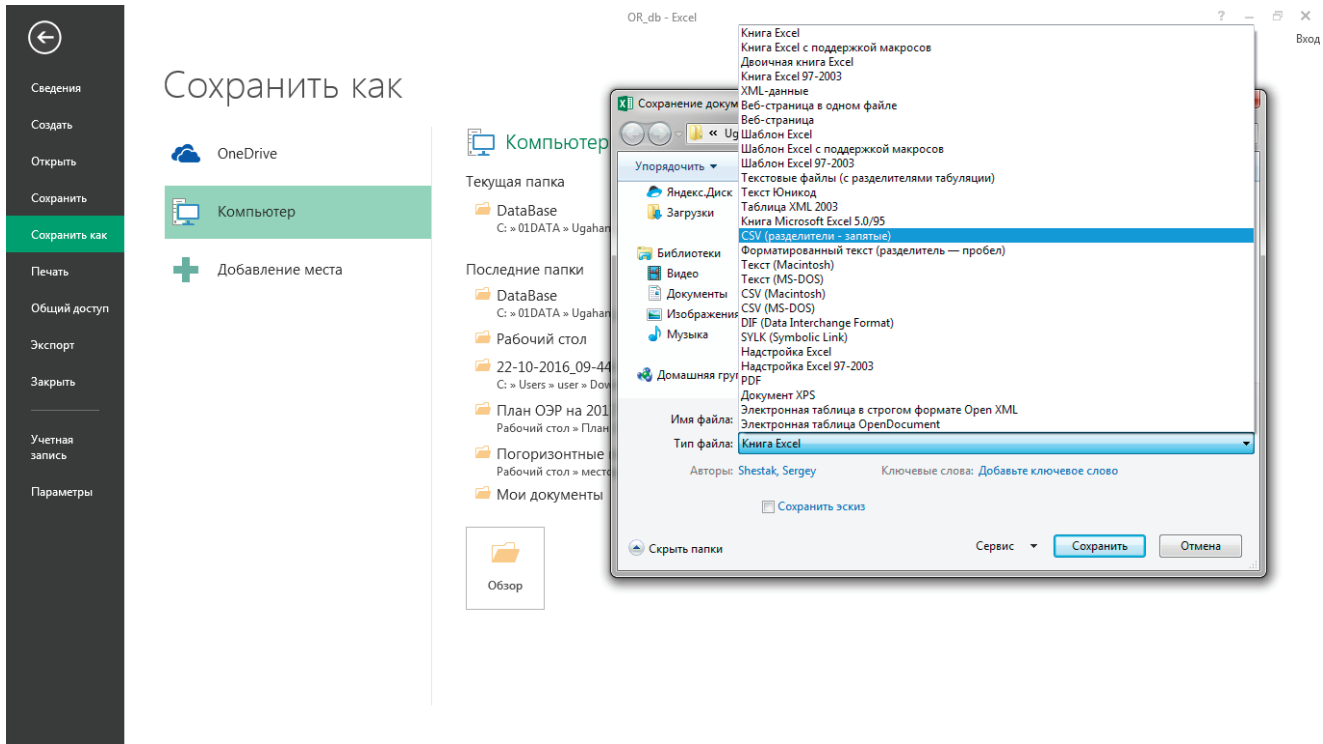 OR_db - Excel
?
Вход
Сведения
Создать
Открыть
Сохранить
Сохранить как
Печать
Общий доступ
Экспорт
Закрыть
Учетная
запись
Параметры
Сохранить как
OneDrive
Компьютер
Добавление места
Компьютер
Текущая папка
DataBase
C: » 01DATA » Ugahan
Последние папки
DataBase
C: » 01DATA » Ugahan
Рабочий стол
22-10-2016_09-44
C: » Users » user » Dow
План ОЭР на 201
Рабочий стол » План
Погоризонтные
Рабочий стол » место
Мои документы
Обзор
Сохранение докум
« Ug
Упорядочить
Яндекс.Диск
Загрузки
Библиотеки
Видео
Документы
Изображения
Музыка
Домашняя груп
Книга Excel
Книга Excel с поддержкой макросов
Двоичная книга Excel
Книга Excel 97-2003
XML-данные
Веб-страница в одном файле
Веб-страница
Шаблон Excel
Шаблон Excel с поддержкой макросов
Шаблон Excel 97-2003
Текстовые файлы (с разделителями табуляции)
Текст Юникод
Таблица XML 2003
Книга Microsoft Excel 5.0/95
CSV (разделители - запятые)
Форматированный текст (разделитель — пробел)
Текст (Macintosh)
Текст (MS-DOS)
CSV (Macintosh)
CSV (MS-DOS)
DIF (Data Interchange Format)
SYLK (Symbolic Link)
Надстройка Excel
Надстройка Excel 97-2003
PDF
Документ XPS
Электронная таблица в строгом формате Open XML
Электронная таблица OpenDocument
Имя файла:
Тип файла: Книга Excel
Авторы: Shestak, Sergey Ключевые слова: Добавьте ключевое слово
Сохранить эскиз
Скрыть папки Сервис Сохранить Отмена